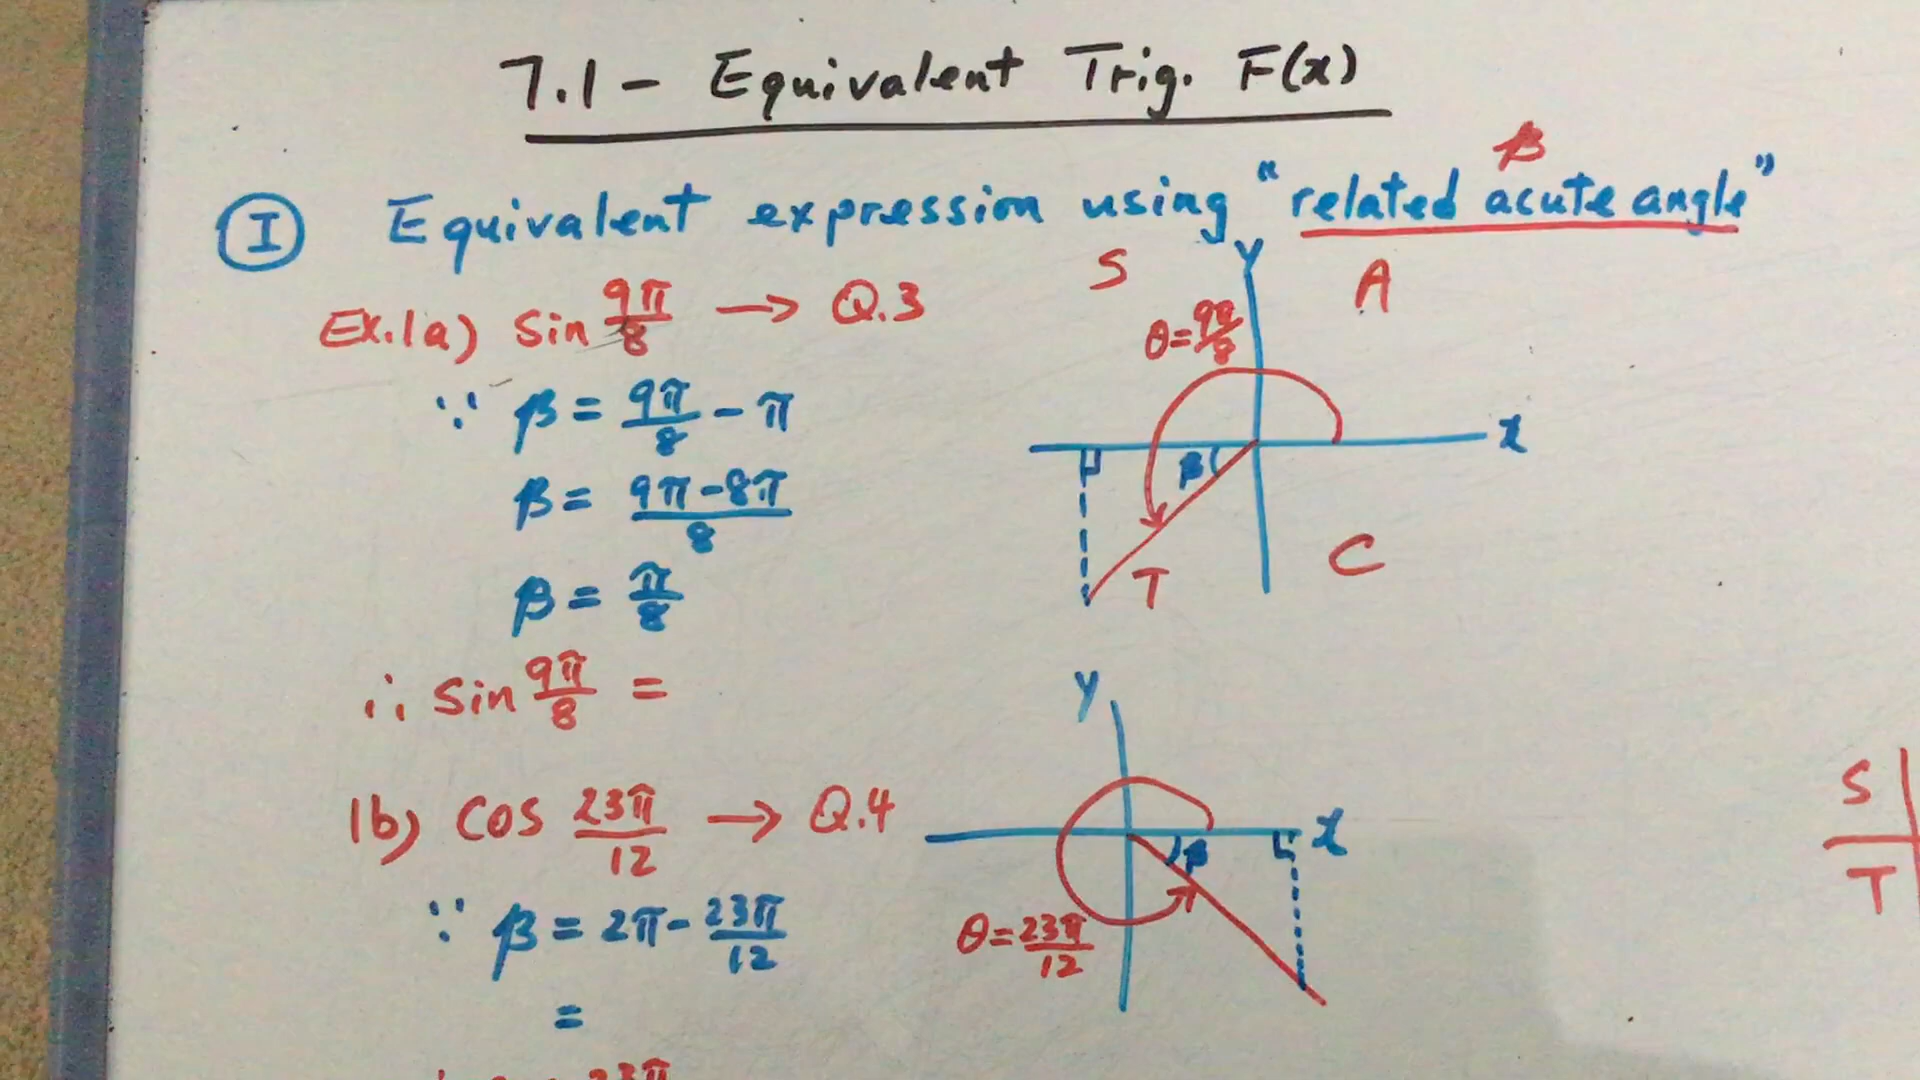 7.1 - Equivalent Trig. F(x)
β
I Equivalent expression using "related acute angle"
Ex.1a) sin 9π/8 → Q.3
∵ β = 9π/8 - π
β = (9π-8π)/8
β = π/8
∴ sin 9π/8 =
y
S
A
θ=9π/8
x
β
T
C
1b) cos 23π/12 → Q.4
∵ β = 2π - 23π/12
=
y
x
β
θ=23π/12
S
T
23π